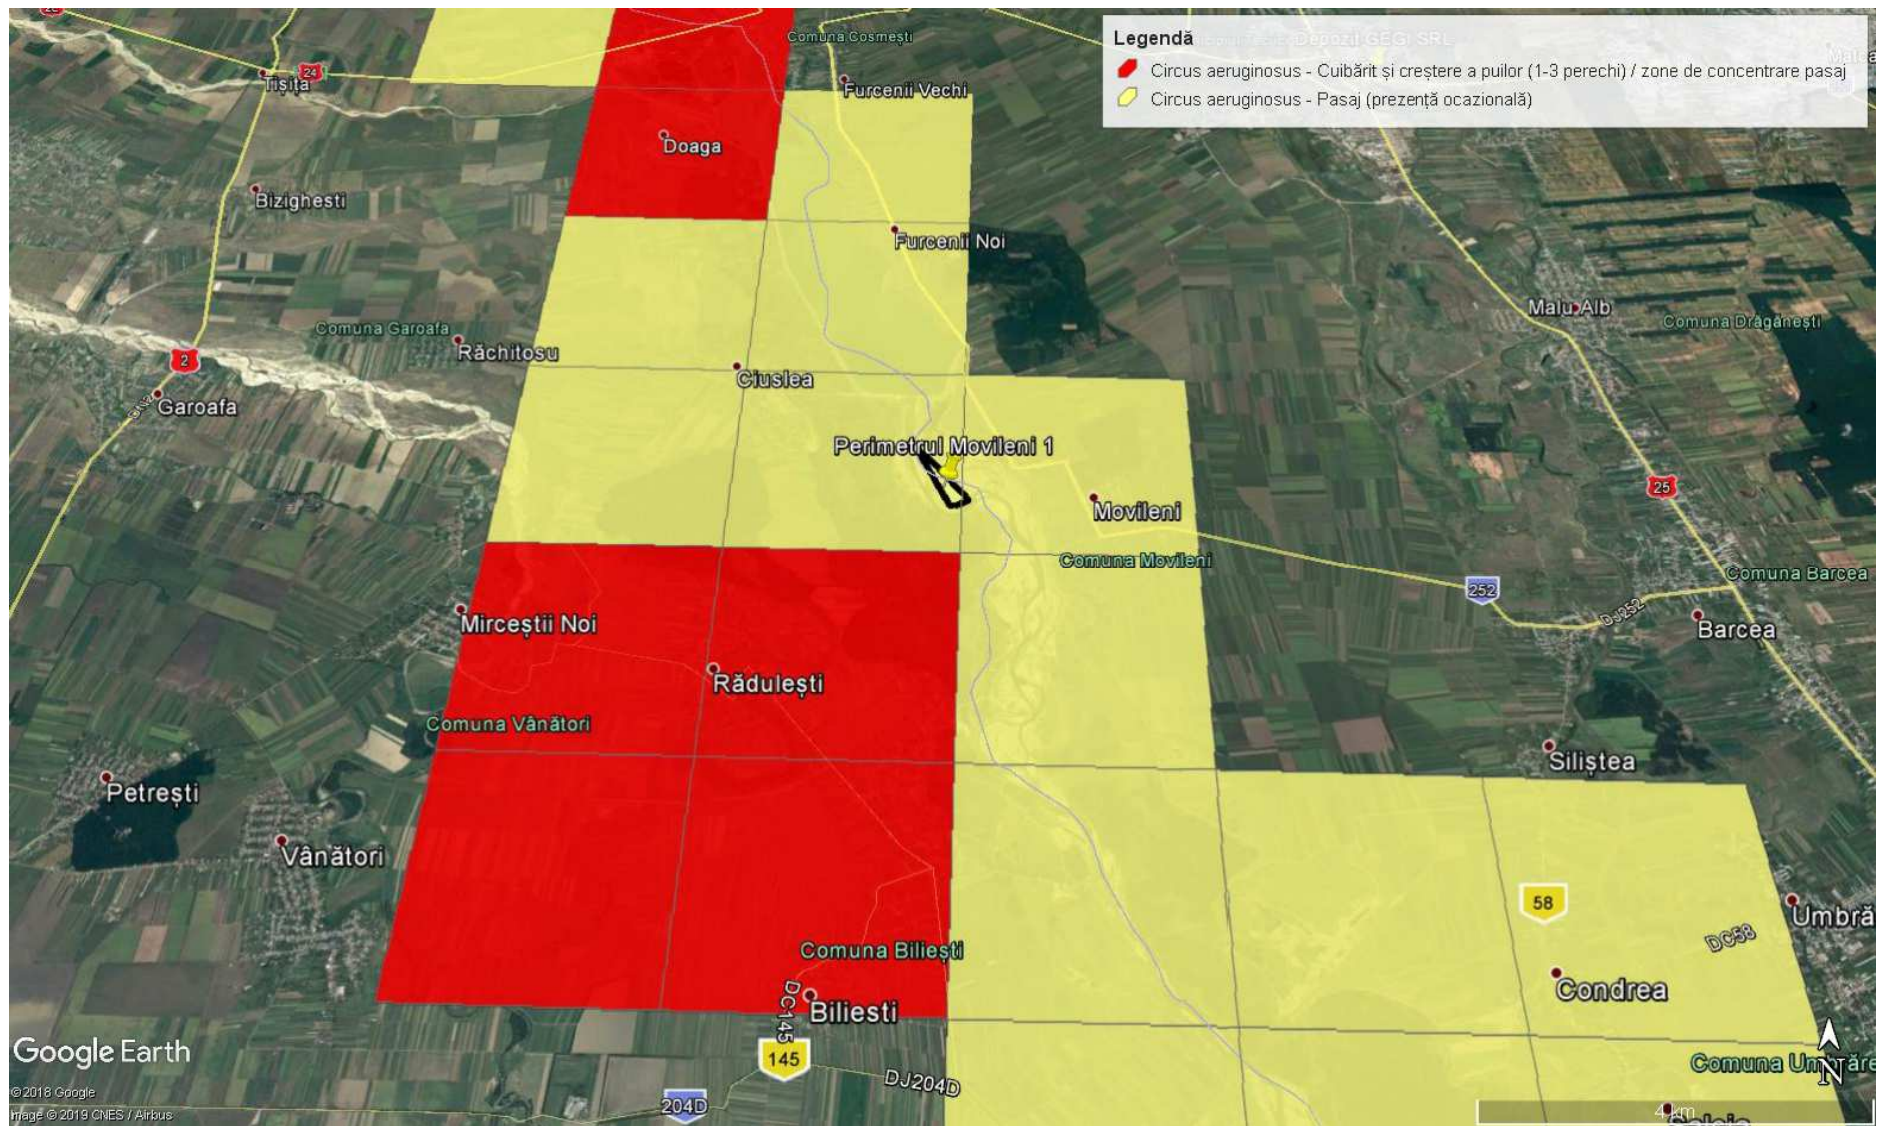 Legendă
Circus aeruginosus - Cuibărit și creștere a puilor (1-3 perechi) / zone de concentrare pasaj
Circus aeruginosus - Pasaj (prezență ocazională)
Comuna Cosmești
24
Tișița
Furcenii Vechi
Doaga
Bizighesti
Furcenii Noi
Malu Alb
Comuna Drăgănești
Comuna Garoafa
Răchitosu
2
Ciuslea
Garoafa
Perimetrul Movileni 1
25
Movileni
Comuna Movileni
Comuna Barcea
252
DJ252
Barcea
Mirceștii Noi
Rădulești
Comuna Vânători
Siliștea
Petrești
Vânători
58
Umbră
DC58
Comuna Biliești
Condrea
DC145
Biliesti
Google Earth
145
DJ204D
N
©2018 Google
204D
4 km
Image © 2019 CNES / Airbus